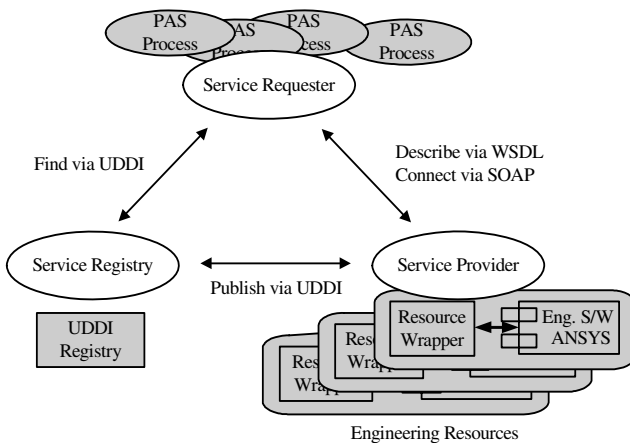 PAS
Process
PAS
Process
PAS
Process
PAS
Process
Service Requester
Find via UDDI
Describe via WSDL
Connect via SOAP
Service Registry
Publish via UDDI
Service Provider
UDDI
Registry
Resource
Wrapper
Eng. S/W
ANSYS
Engineering Resources